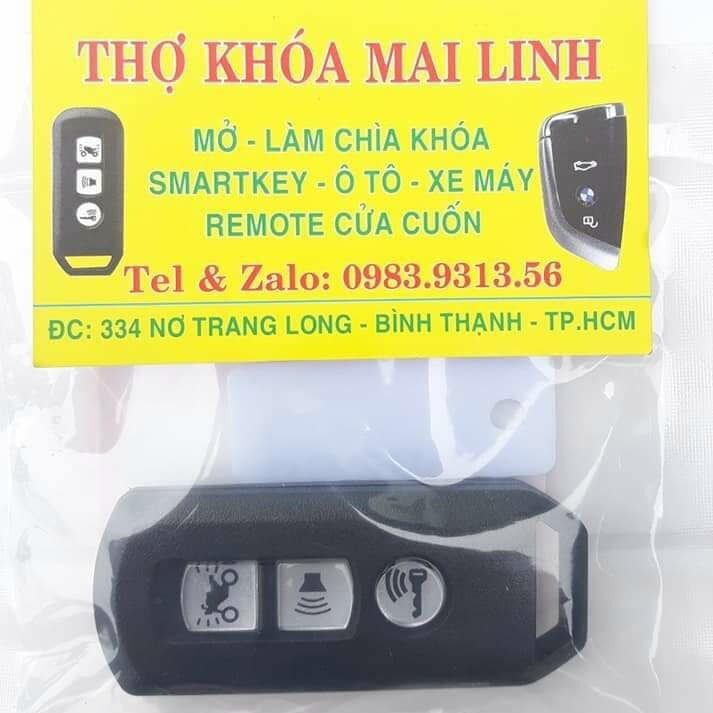 THỢ KHÓA MAI LINH
MỞ - LÀM CHÌA KHÓA
SMARTKEY - Ô TÔ - XE MÁY
REMOTE CỬA CUỐN
Tel & Zalo: 0983.9313.56
ĐC: 334 NƠ TRANG LONG - BÌNH THẠNH - TP.HCM